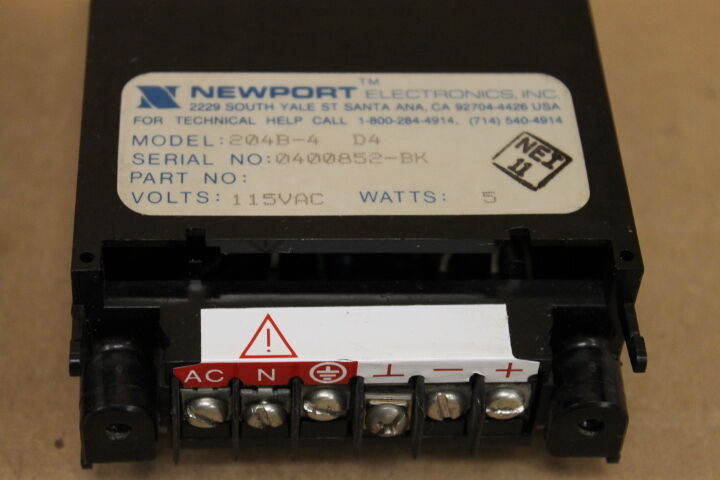 NEWPORT ELECTRONICS, INC.™
2229 SOUTH YALE ST SANTA ANA, CA 92704-4426 USA
FOR TECHNICAL HELP CALL 1-800-284-4914, (714) 540-4914
MODEL: 204B-4 D4
SERIAL NO: 0400852-BK
PART NO:
VOLTS: 115VAC WATTS: 5
NEI
11
!
AC N ⏚ ⊥ − +